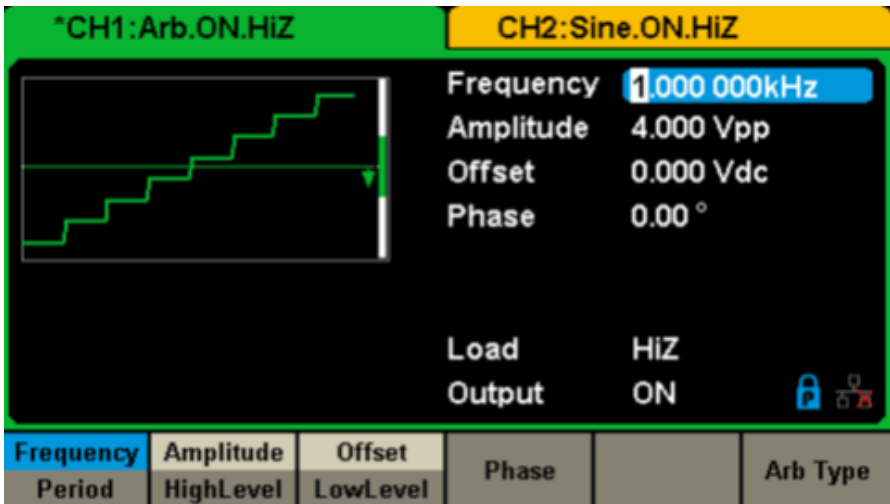 *CH1:Arb.ON.HiZ
CH2:Sine.ON.HiZ
Frequency 1.000 000kHz
Amplitude 4.000 Vpp
Offset 0.000 Vdc
Phase 0.00 °
Load HiZ
Output ON
P
Frequency Amplitude Offset Phase Arb Type
Period HighLevel LowLevel